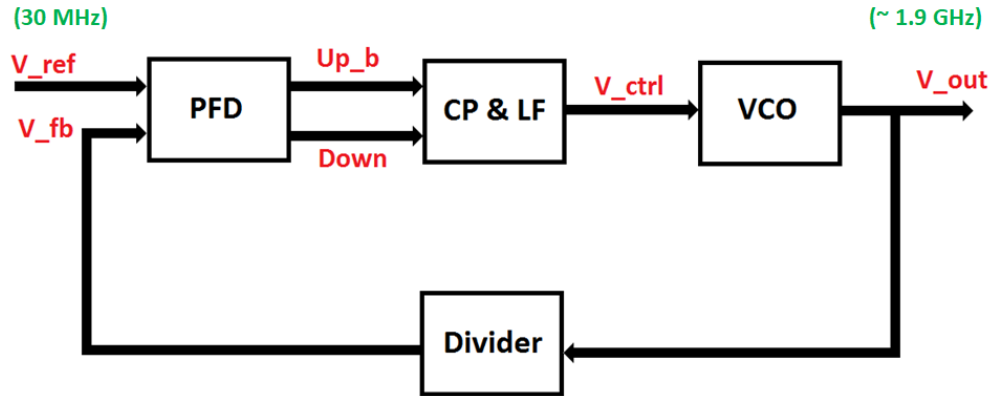 (30 MHz)
(~ 1.9 GHz)
V_ref
Up_b
V_ctrl
V_out
PFD
CP & LF
VCO
V_fb
Down
Divider